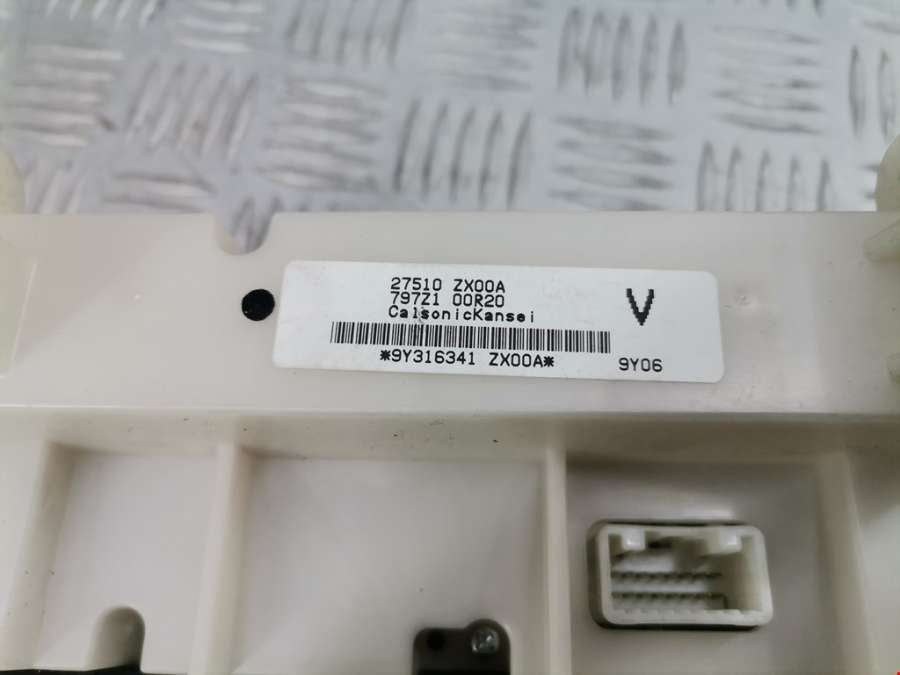 27510 ZX00A
797Z1 00R20
CalsonicKansei
V
*9Y316341 ZX00A*
9Y06